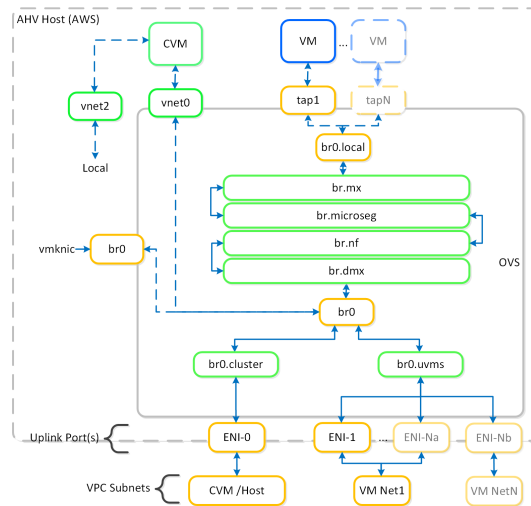 AHV Host (AWS)
CVM
VM
...
VM
vnet2
vnet0
tap1
tapN
br0.local
Local
br.mx
br.microseg
br.nf
br.dmx
vmknic
br0
OVS
br0
br0.cluster
br0.uvms
Uplink Port(s)
ENI-0
ENI-1
...
ENI-Na
ENI-Nb
VPC Subnets
CVM /Host
VM Net1
VM NetN